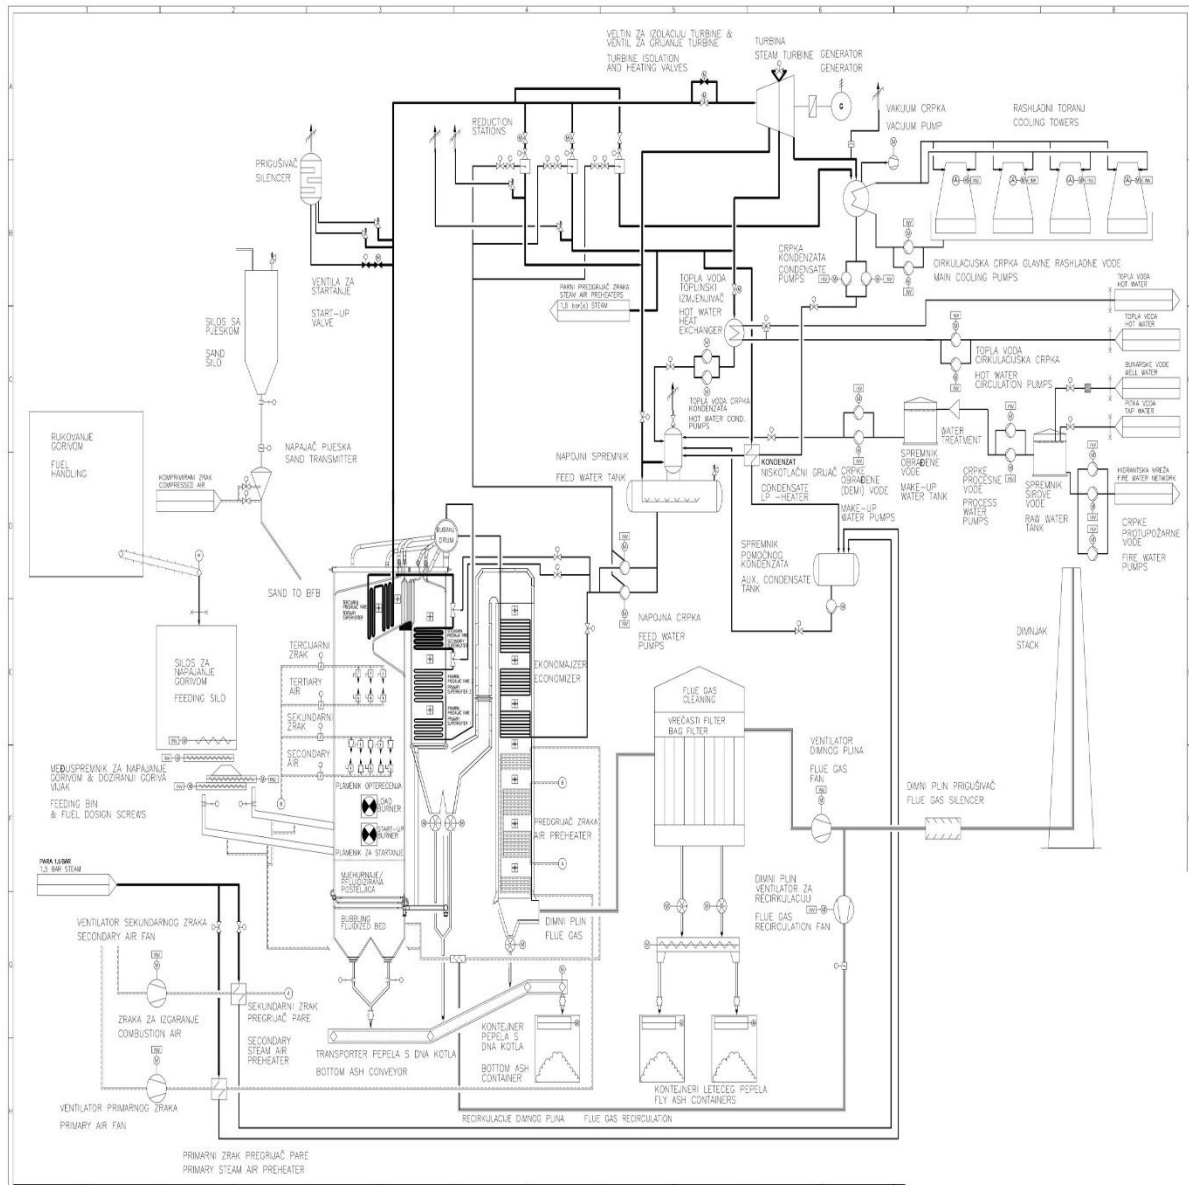 1
2
3
4
5
6
7
8
A
B
C
D
E
F
G
H
VELTIN ZA IZOLACIJU TURBINE &
VENTIL ZA GRIJANJE TURBINE
TURBINE ISOLATION
AND HEATING VALVES
TURBINA
STEAM TURBINE
GENERATOR
GENERATOR
G
VAKUUM CRPKA
VACUUM PUMP
RASHLADNI TORANJ
COOLING TOWERS
REDUCTION
STATIONS
PRIGUŠIVAČ
SILENCER
VENTILA ZA
STARTANJE
START-UP
VALVE
SILOS SA
PJESKOM
SAND
SILO
NAPAJAČ PIJESKA
SAND TRANSMITTER
KOMPRIMIRANI ZRAK
COMPRESSED AIR
SAND TO BFB
RUKOVANJE
GORIVOM
FUEL
HANDLING
PARNI PREDGRIJAČ ZRAKA
STEAM AIR PREHEATERS
1,5 bar(g) STEAM
TOPLA VODA
TOPLINSKI
IZMJENJIVAČ
HOT WATER
HEAT
EXCHANGER
CRPKA
KONDENZATA
CONDENSATE
PUMPS
CIRKULACIJSKA CRPKA GLAVNE RASHLADNE VODE
MAIN COOLING PUMPS
TOPLA VODA
HOT WATER
TOPLA VODA
HOT WATER
BUNARSKE VODE
WELL WATER
PITKA VODA
TAP WATER
TOPLA VODA
CIRKULACIJSKA CRPKA
HOT WATER
CIRCULATION PUMPS
TOPLA VODA CRPKA
KONDENZATA
HOT WATER COND.
PUMPS
NAPOJNI SPREMNIK
FEED WATER TANK
KONDENZAT
NISKOTLAČNI GRIJAČ
CONDENSATE
LP -HEATER
CRPKE
OBRAĐENE
(DEMI) VODE
MAKE-UP
WATER PUMPS
SPREMNIK
OBRAĐENE
VODE
MAKE-UP
WATER TANK
WATER
TREATMENT
CRPKE
PROCESNE
VODE
PROCESS
WATER
PUMPS
SPREMNIK
SIROVE
VODE
RAW WATER
TANK
HIDRANTSKA MREŽA
FIRE WATER NETWORK
CRPKE
PROTUPOŽARNE
VODE
FIRE WATER
PUMPS
BUBANJ
DRUM
SPREMNIK
POMOĆNOG
KONDENZATA
AUX. CONDENSATE
TANK
NAPOJNA CRPKA
FEED WATER
PUMPS
DIMNJAK
STACK
SILOS ZA
NAPAJANJE
GORIVOM
FEEDING SILO
TERCIJARNI
ZRAK
TERTIARY
AIR
SEKUNDARNI
ZRAK
SECONDARY
AIR
EKONOMAJZER
ECONOMIZER
FLUE GAS
CLEANING
VREĆASTI FILTER
BAG FILTER
VENTILATOR
DIMNOG PLINA
FLUE GAS
FAN
DIMNI PLIN PRIGUŠIVAČ
FLUE GAS SILENCER
MEĐUSPREMNIK ZA NAPAJANJE
GORIVOM & DOZIRANJI GORIVA
VIJAK
FEEDING BIN
& FUEL DOSIGN SCREWS
PLAMENIK OPTEREĆENJA
LOAD
BURNER
START-UP
BURNER
PLAMENIK ZA STARTANJE
PREDGRIJAČ ZRAKA
AIR PREHEATER
MJEHURNAJE/
PFLUIDIZIRANA
POSTELJICA
BUBBLING
FLUIDIZED BED
PARA 1,5 BAR
1,5 BAR STEAM
VENTILATOR SEKUNDARNOG ZRAKA
SECONDARY AIR FAN
ZRAKA ZA IZGARANJE
COMBUSTION AIR
SEKUNDARNI ZRAK
PREGRIJAČ PARE
SECONDARY
STEAM AIR
PREHEATER
DIMNI PLIN
FLUE GAS
DIMNI PLIN
VENTILATOR ZA
RECIRKULACIJU
FLUE GAS
RECIRCULATION FAN
TRANSPORTER PEPELA S DNA KOTLA
BOTTOM ASH CONVEYOR
KONTEJNER
PEPELA S
DNA KOTLA
BOTTOM ASH
CONTAINER
KONTEJNERI LETEĆEG PEPELA
FLY ASH CONTAINERS
VENTILATOR PRIMARNOG ZRAKA
PRIMARY AIR FAN
RECIRKULACIJE DIMNOG PLINA
FLUE GAS RECIRCULATION
PRIMARNI ZRAK PREGRIJAČ PARE
PRIMARY STEAM AIR PREHEATER